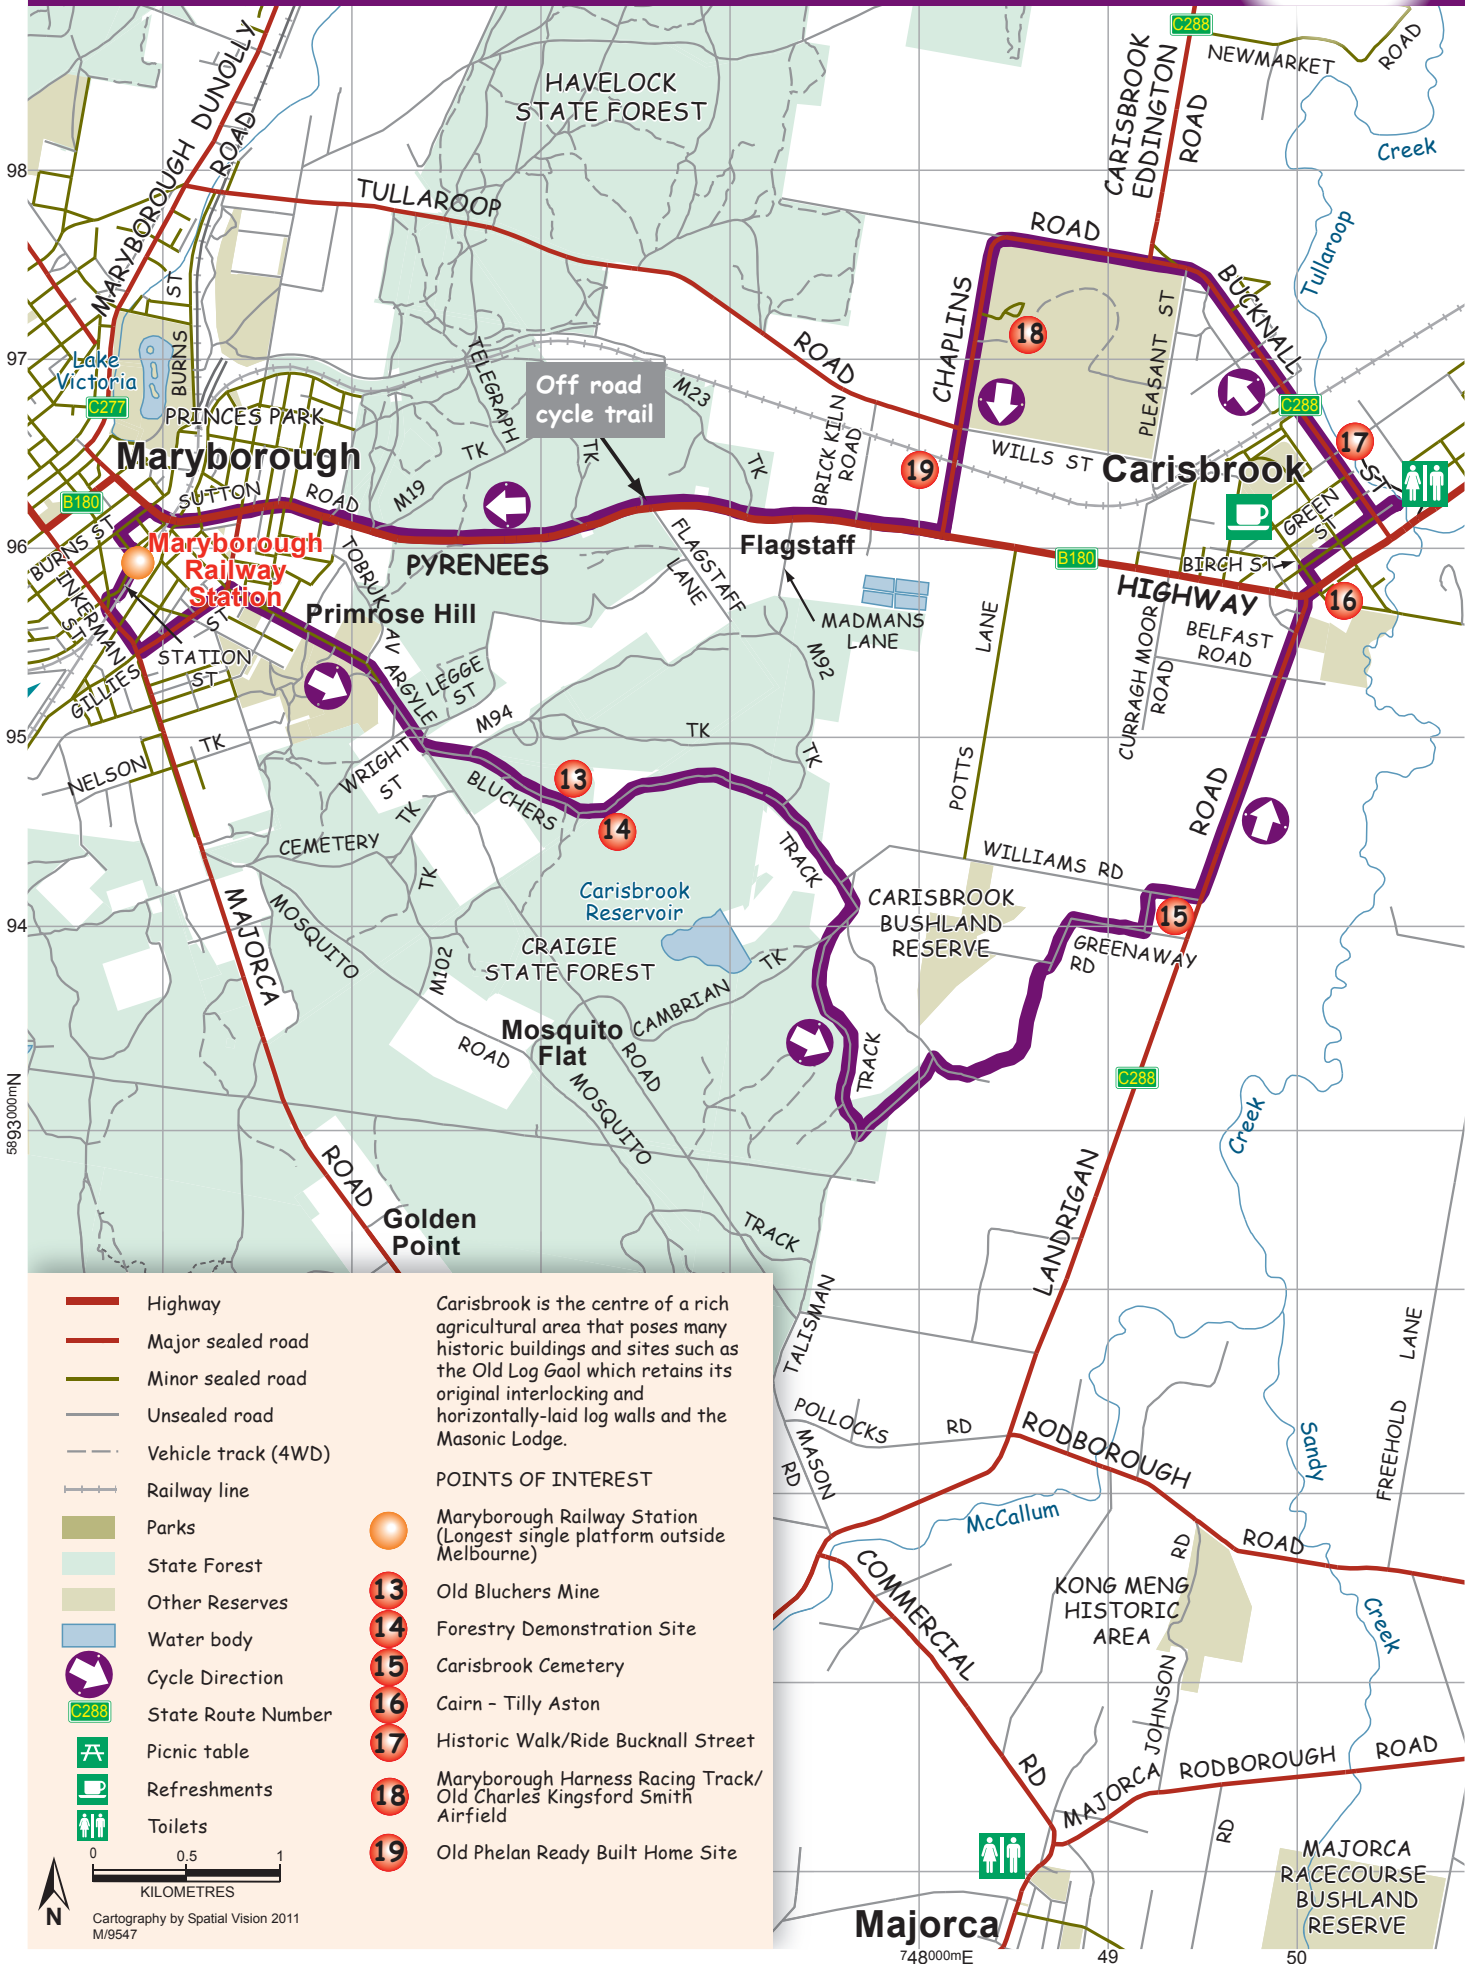 C288
NEWMARKET
ROAD
CARISBROOK
EDDINGTON
ROAD
Creek
MARYBOROUGH DUNOLLY
ROAD
HAVELOCK
STATE FOREST
98
TULLAROOP
ROAD
Tullaroop
BUCKNALL
ST
BURNS
CHAPLINS
18
PLEASANT ST
97
Lake
Victoria
C277
TELEGRAPH
TK
Off road
cycle trail
M23
ROAD
C288
PRINCES PARK
Maryborough
TK
TK
BRICK KILN
ROAD
19
WILLS ST
Carisbrook
17
ST
B180
SUTTON
ROAD
M19
GREEN
ST
96
BURNS ST
Maryborough
Railway
Station
PYRENEES
FLAGSTAFF
LANE
Flagstaff
B180
BIRCH ST
HIGHWAY
16
INKERMAN
ST
TOBRUK
AV
Primrose Hill
MADMANS
LANE
LANE
BELFAST
ROAD
ST
STATION
ST
GILLIES
ARGYLE
LEGGE
ST
M92
CURRAGH MOOR
ROAD
95
TK
NELSON
M94
TK
TK
WRIGHT
ST
BLUCHERS
13
14
POTTS
ROAD
CEMETERY
TK
TK
TRACK
WILLIAMS RD
MAJORCA
MOSQUITO
Carisbrook
Reservoir
CARISBROOK
BUSHLAND
RESERVE
15
94
CRAIGIE
STATE FOREST
M102
TK
CAMBRIAN
GREENAWAY
RD
Mosquito
Flat
ROAD
ROAD
TRACK
C288
5893000mN
MOSQUITO
Creek
ROAD
LANDRIGAN
Golden
Point
TRACK
TALISMAN
LANE
FREEHOLD
POLLOCKS
RD
MASON
RD
RODBOROUGH
ROAD
Sandy
Creek
McCallum
COMMERCIAL
RD
RD
KONG MENG
HISTORIC
AREA
JOHNSON
MAJORCA
RODBOROUGH
ROAD
RD
MAJORCA
RACECOURSE
BUSHLAND
RESERVE
Majorca
748000mE
49
50
Highway
Major sealed road
Minor sealed road
Unsealed road
Vehicle track (4WD)
Railway line
Parks
State Forest
Other Reserves
Water body
Cycle Direction
C288
State Route Number
Picnic table
Refreshments
Toilets
0
0.5
1
KILOMETRES
N
Cartography by Spatial Vision 2011
M/9547
Carisbrook is the centre of a rich
agricultural area that poses many
historic buildings and sites such as
the Old Log Gaol which retains its
original interlocking and
horizontally-laid log walls and the
Masonic Lodge.
POINTS OF INTEREST
Maryborough Railway Station
(Longest single platform outside
Melbourne)
13
Old Bluchers Mine
14
Forestry Demonstration Site
15
Carisbrook Cemetery
16
Cairn – Tilly Aston
17
Historic Walk/Ride Bucknall Street
18
Maryborough Harness Racing Track/
Old Charles Kingsford Smith
Airfield
19
Old Phelan Ready Built Home Site